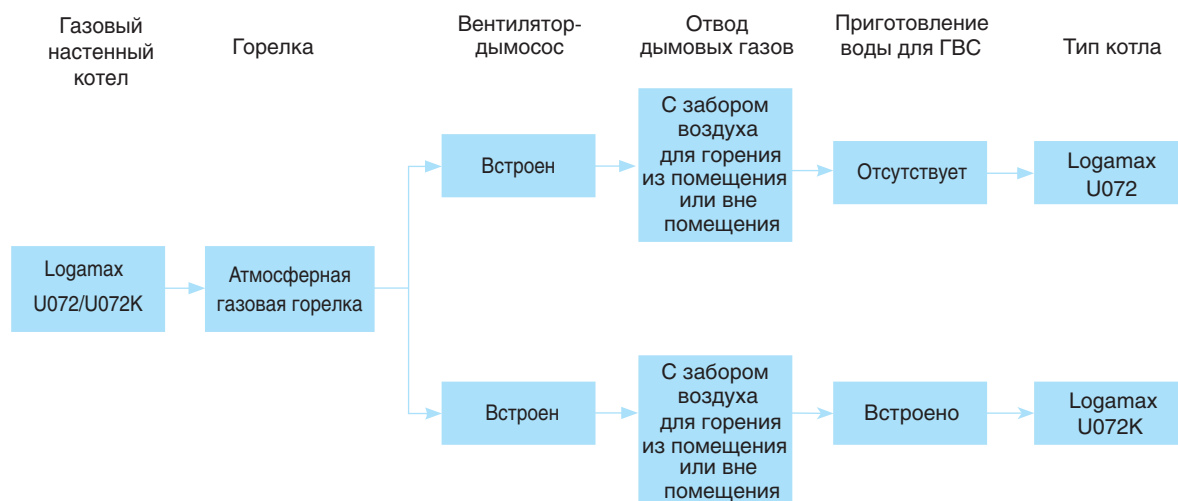 Газовый
настенный
котел
Горелка
Вентилятор-
дымосос
Отвод
дымовых газов
Приготовление
воды для ГВС
Тип котла
Logamax
U072/U072K
Атмосферная
газовая горелка
Встроен
С забором
воздуха
для горения
из помещения
или вне
помещения
Отсутствует
Logamax
U072
Встроен
С забором
воздуха
для горения
из помещения
или вне
помещения
Встроено
Logamax
U072K